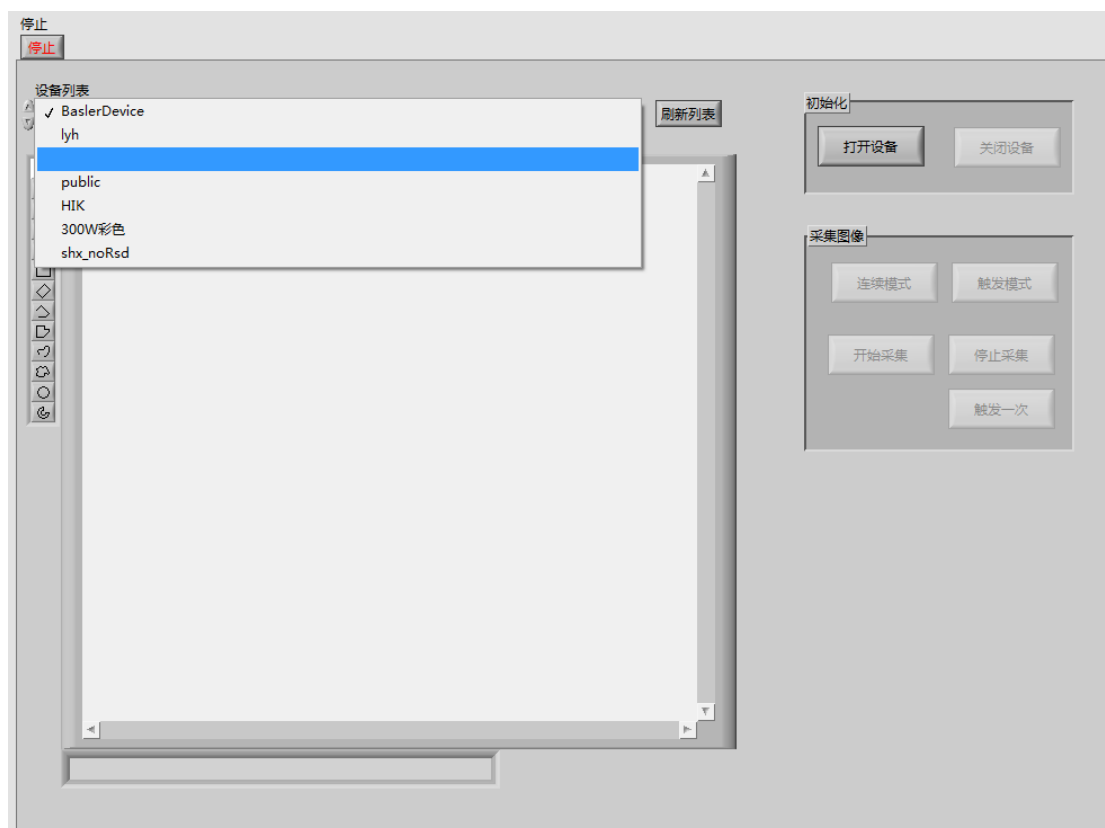 停止
停止
设备列表
BaslerDevice
lyh
public
HIK
300W彩色
shx_noRsd
刷新列表
初始化
打开设备
关闭设备
采集图像
连续模式
触发模式
开始采集
停止采集
触发一次